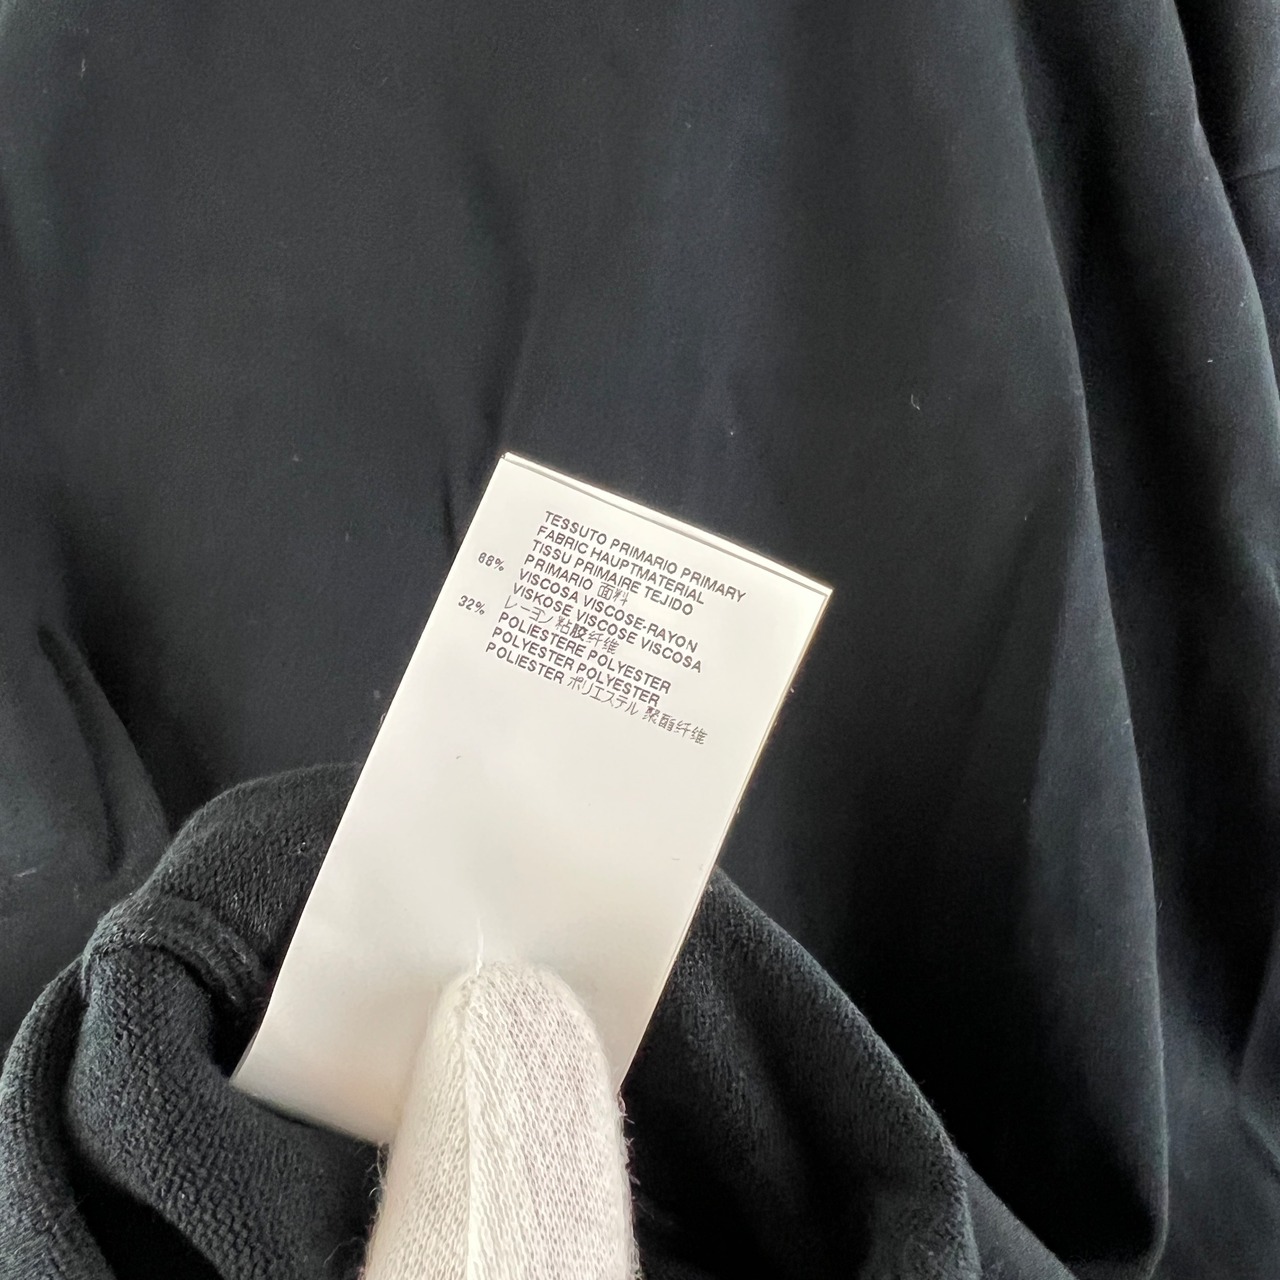 TESSUTO PRIMARIO PRIMARY
FABRIC HAUPTMATERIAL
TISSU PRIMAIRE TEJIDO
PRIMARIO 面料
68% VISCOSA VISCOSE-RAYON
VISKOSE VISCOSE VISCOSA
レーヨン 粘胶纤维
32% POLIESTERE POLYESTER
POLYESTER POLYESTER
POLIESTER ポリエステル 聚酯纤维